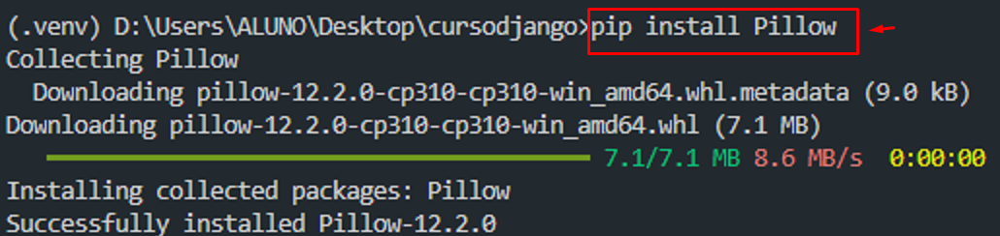 (.venv) D:\Users\ALUNO\Desktop\cursodjango>pip install Pillow
Collecting Pillow
  Downloading pillow-12.2.0-cp310-cp310-win_amd64.whl.metadata (9.0 kB)
Downloading pillow-12.2.0-cp310-cp310-win_amd64.whl (7.1 MB)
7.1/7.1 MB 8.6 MB/s  0:00:00
Installing collected packages: Pillow
Successfully installed Pillow-12.2.0